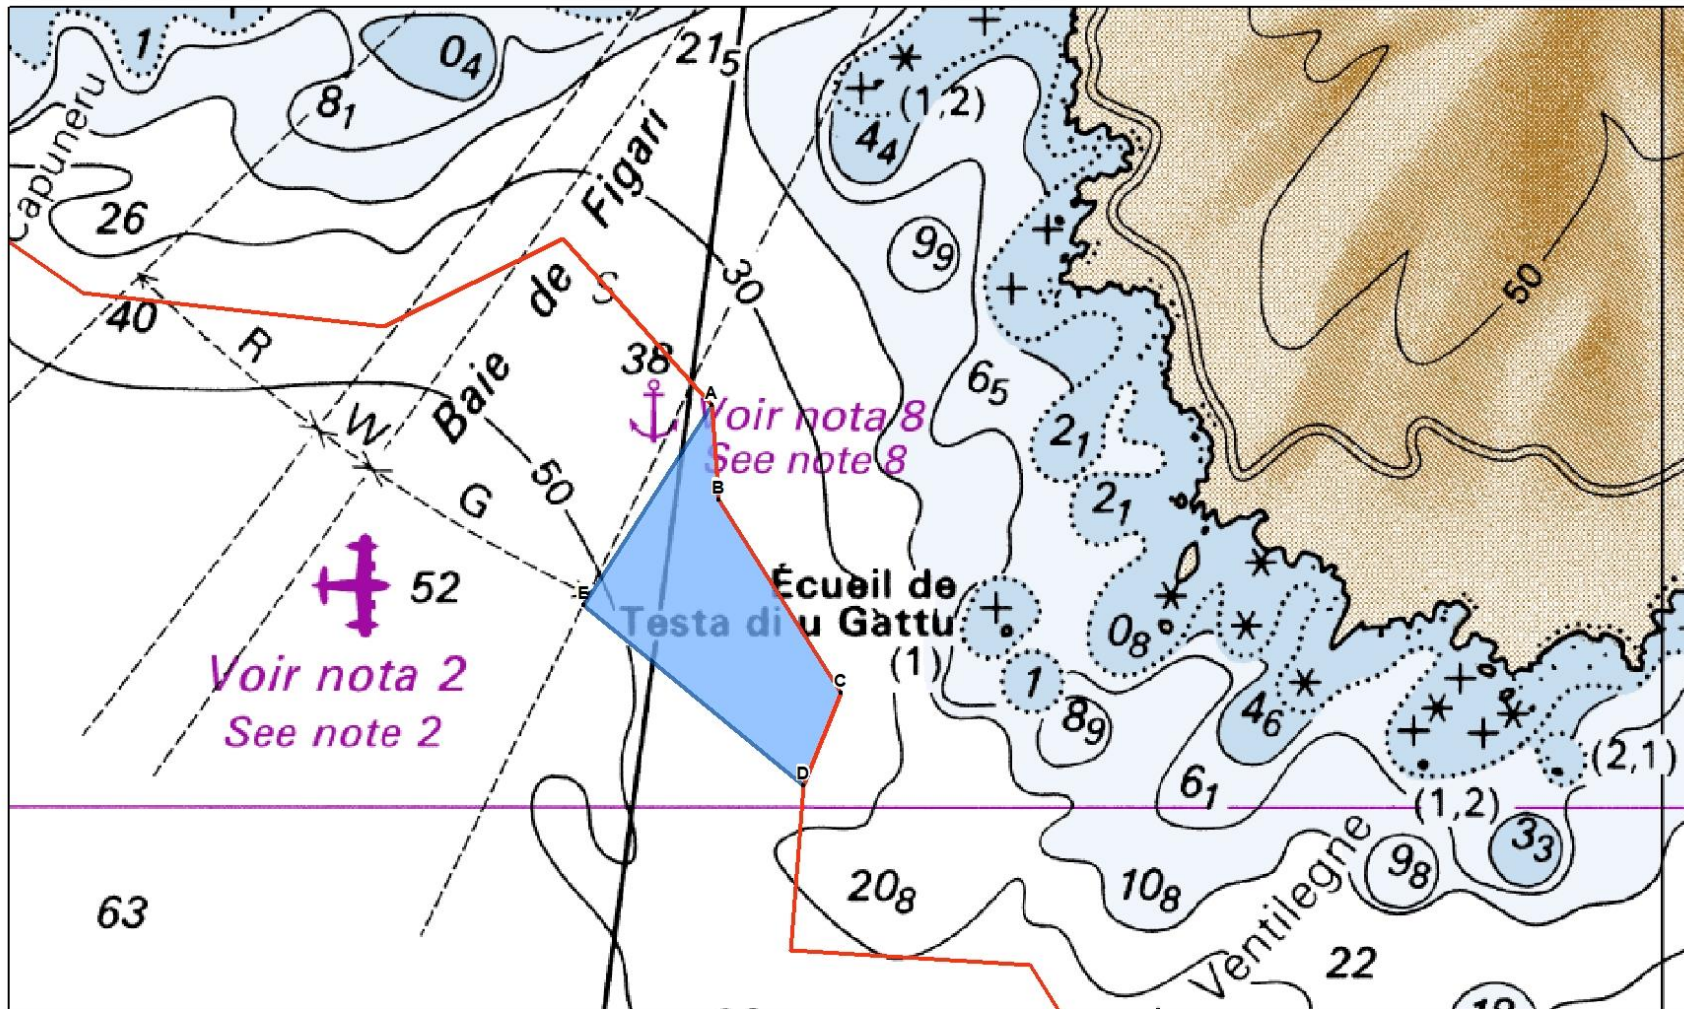 1
0₄
21₅
8₁
Capuneru
(1,2)
4₄
26
Baie de Figari
S
9₉
30
50
40
R
38
A
6₅
W
Voir nota 8
See note 8
2₁
B
50
G
2₁
52
E
Écueil de
Testa di u Gattu
(1)
0₈
Voir nota 2
See note 2
C
1
4₆
8₉
(2,1)
D
6₁
(1,2)
3₃
9₈
63
20₈
10₈
Ventilegne
22